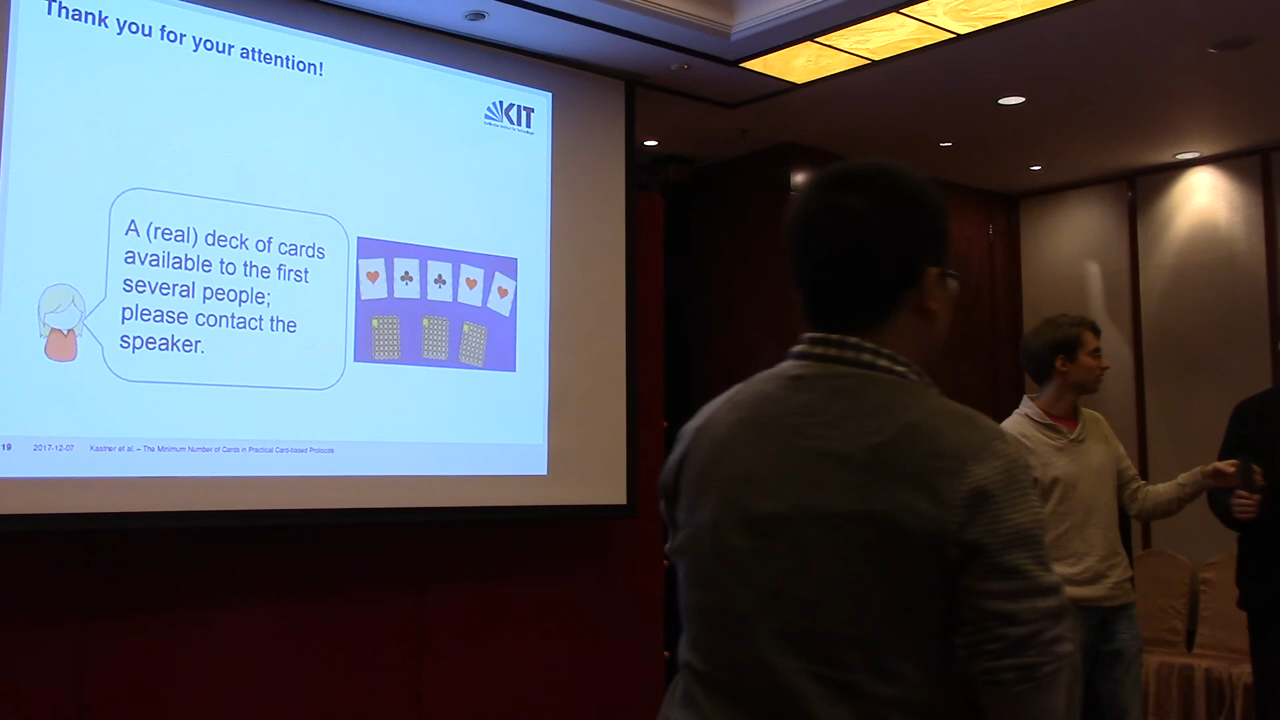 Thank you for your attention!
KIT
A (real) deck of cards
available to the first
several people;
please contact the
speaker.
19 2017-12-07 Kastner et al. – The Minimum Number of Cards in Practical Card-based Protocols